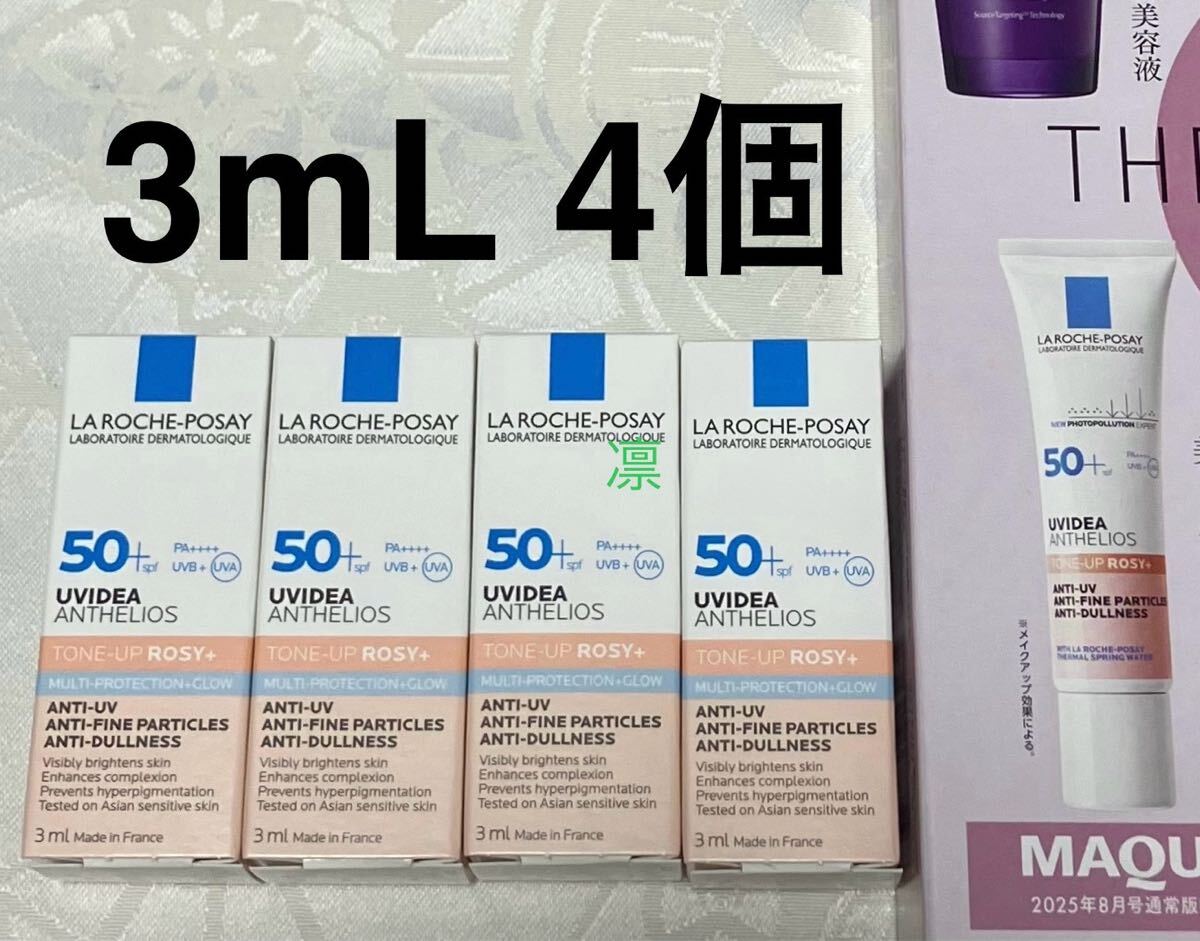 3mL 4個
LA ROCHE-POSAY
LABORATOIRE DERMATOLOGIQUE
50+ spf
PA++++
UVB + UVA
UVIDEA
ANTHELIOS
TONE-UP ROSY+
MULTI-PROTECTION+GLOW
ANTI-UV
ANTI-FINE PARTICLES
ANTI-DULLNESS
Visibly brightens skin
Enhances complexion
Prevents hyperpigmentation
Tested on Asian sensitive skin
3 ml Made in France
LA ROCHE-POSAY
LABORATOIRE DERMATOLOGIQUE
50+ spf
PA++++
UVB + UVA
UVIDEA
ANTHELIOS
TONE-UP ROSY+
MULTI-PROTECTION+GLOW
ANTI-UV
ANTI-FINE PARTICLES
ANTI-DULLNESS
Visibly brightens skin
Enhances complexion
Prevents hyperpigmentation
Tested on Asian sensitive skin
3 ml Made in France
LA ROCHE-POSAY
LABORATOIRE DERMATOLOGIQUE
凛
50+ spf
PA++++
UVB + UVA
UVIDEA
ANTHELIOS
TONE-UP ROSY+
MULTI-PROTECTION+GLOW
ANTI-UV
ANTI-FINE PARTICLES
ANTI-DULLNESS
Visibly brightens skin
Enhances complexion
Prevents hyperpigmentation
Tested on Asian sensitive skin
3 ml Made in France
LA ROCHE-POSAY
LABORATOIRE DERMATOLOGIQUE
50+ spf
PA++++
UVB + UVA
UVIDEA
ANTHELIOS
TONE-UP ROSY+
MULTI-PROTECTION+GLOW
ANTI-UV
ANTI-FINE PARTICLES
ANTI-DULLNESS
Visibly brightens skin
Enhances complexion
Prevents hyperpigmentation
Tested on Asian sensitive skin
3 ml Made in France
SourceTargeting Technology
美容液
TH
LA ROCHE-POSAY
LABORATOIRE DERMATOLOGIQUE
NEW PHOTOPOLLUTION EXPERT
50+ spf
PA++++
UVB + UVA
UVIDEA
ANTHELIOS
TONE-UP ROSY+
ANTI-UV
ANTI-FINE PARTICLES
ANTI-DULLNESS
WITH LA ROCHE-POSAY
THERMAL SPRING WATER
※メイクアップ効果による。
MAQU
2025年8月号通常版